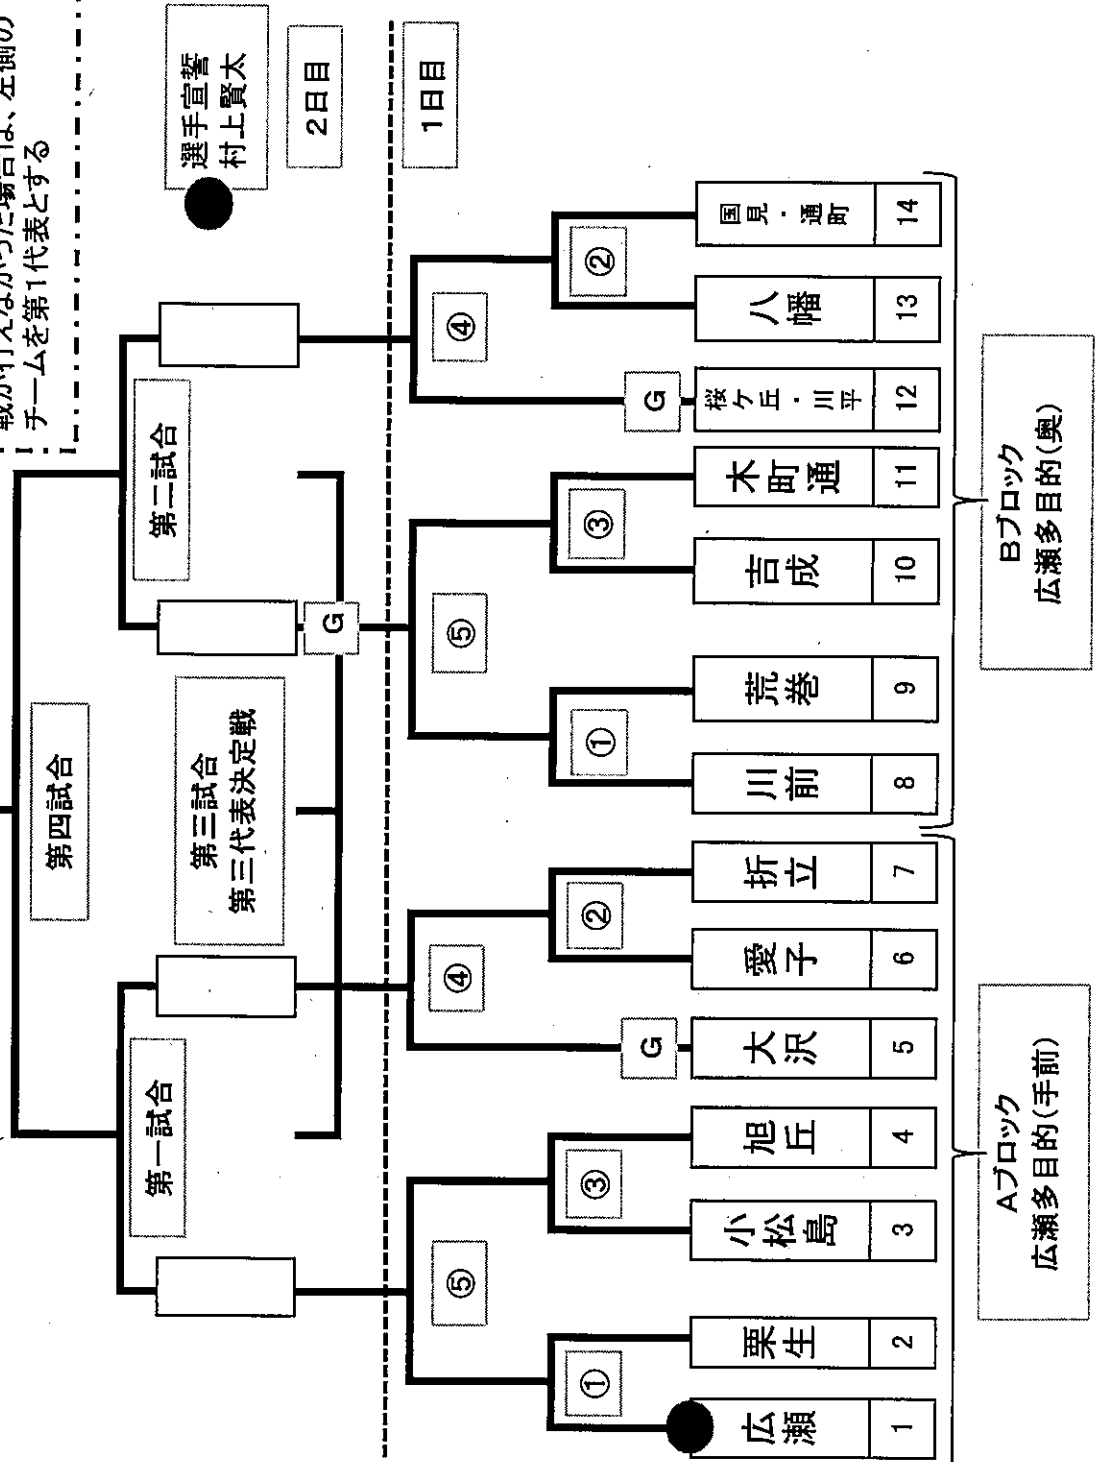 戦が行えなかった場合は、左側の
チームを第1代表とする
選手宣誓
村上賢太
2日目
1日目
第四試合
第一試合
第二試合
第三試合
第三代表決定戦
G
⑤
④
⑤
④
①
③
②
①
③
②
G
G
広瀬
栗生
小松島
旭丘
大沢
愛子
折立
川前
荒巻
吉成
木町通
桜ケ丘・川平
八幡
国見・通町
1
2
3
4
5
6
7
8
9
10
11
12
13
14
Aブロック
広瀬多目的(手前)
Bブロック
広瀬多目的(奥)